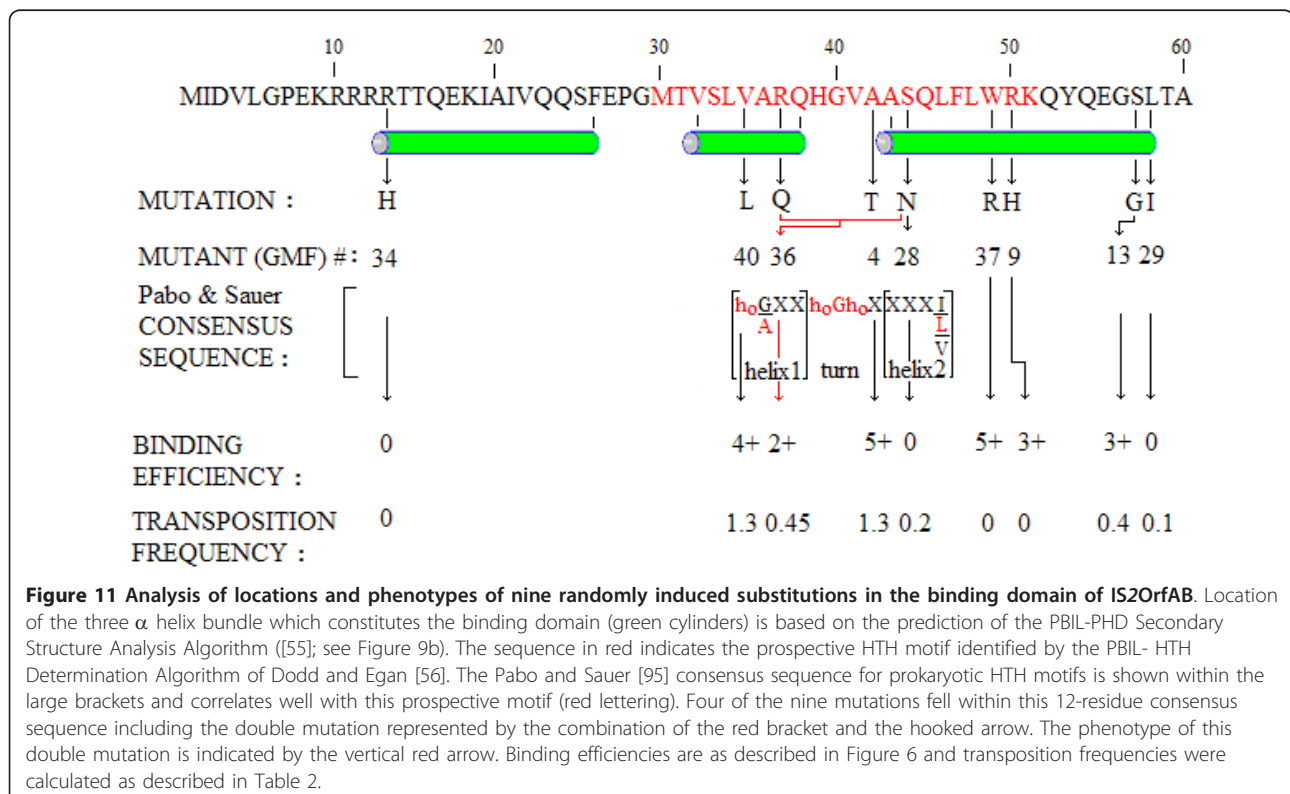 10 20 30 40 50 60
MIDVLGPEKRRRRTTQEKIAIVQQSFEPGMTVSLVARQHGVAASQLFLWRKQYQEGSLTA
MUTATION : H L Q T N R H G I
MUTANT (GMF) #: 34 40 36 4 28 37 9 13 29
Pabo & Sauer hoGXX hoGhoX XXXI
CONSENSUS A L
SEQUENCE : V
helix1 turn helix2
BINDING 0 4+ 2+ 5+ 0 5+ 3+ 3+ 0
EFFICIENCY :
TRANSPOSITION 0 1.3 0.45 1.3 0.2 0 0 0.4 0.1
FREQUENCY :
Figure 11 Analysis of locations and phenotypes of nine randomly induced substitutions in the binding domain of IS2OrfAB. Location
of the three α helix bundle which constitutes the binding domain (green cylinders) is based on the prediction of the PBIL-PHD Secondary
Structure Analysis Algorithm ([55]; see Figure 9b). The sequence in red indicates the prospective HTH motif identified by the PBIL- HTH
Determination Algorithm of Dodd and Egan [56]. The Pabo and Sauer [95] consensus sequence for prokaryotic HTH motifs is shown within the
large brackets and correlates well with this prospective motif (red lettering). Four of the nine mutations fell within this 12-residue consensus
sequence including the double mutation represented by the combination of the red bracket and the hooked arrow. The phenotype of this
double mutation is indicated by the vertical red arrow. Binding efficiencies are as described in Figure 6 and transposition frequencies were
calculated as described in Table 2.